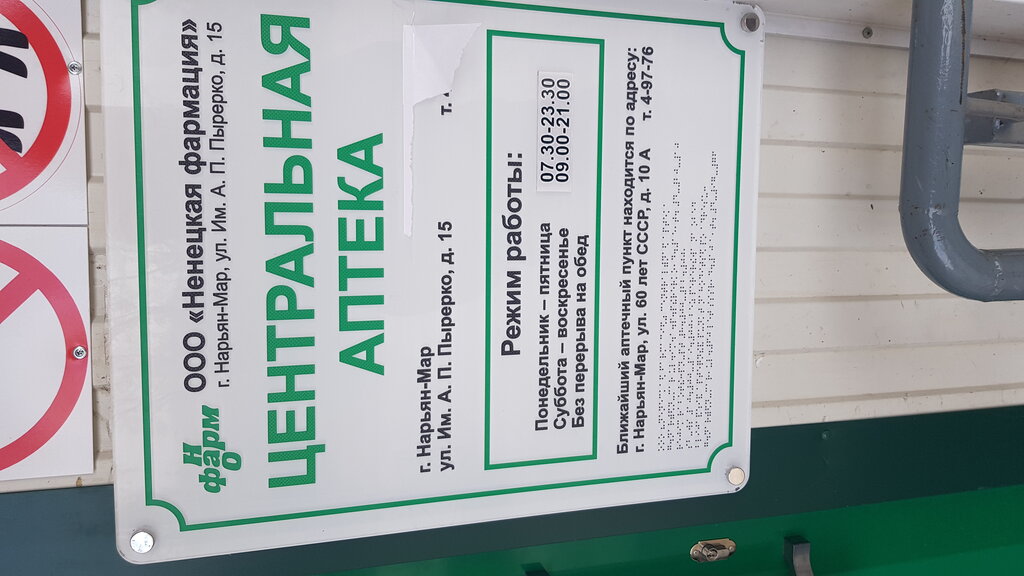 Н
фарм
О
ООО «Ненецкая фармация»
г. Нарьян-Мар, ул. Им. А. П. Пырерко, д. 15
ЦЕНТРАЛЬНАЯ
АПТЕКА
г. Нарьян-Мар
ул. Им. А. П. Пырерко, д. 15 т.
Режим работы:
Понедельник – пятница 07.30-23.30
Суббота – воскресенье 09.00-21.00
Без перерыва на обед
Ближайший аптечный пункт находится по адресу:
г. Нарьян-Мар, ул. 60 лет СССР, д. 10 А т. 4-97-76